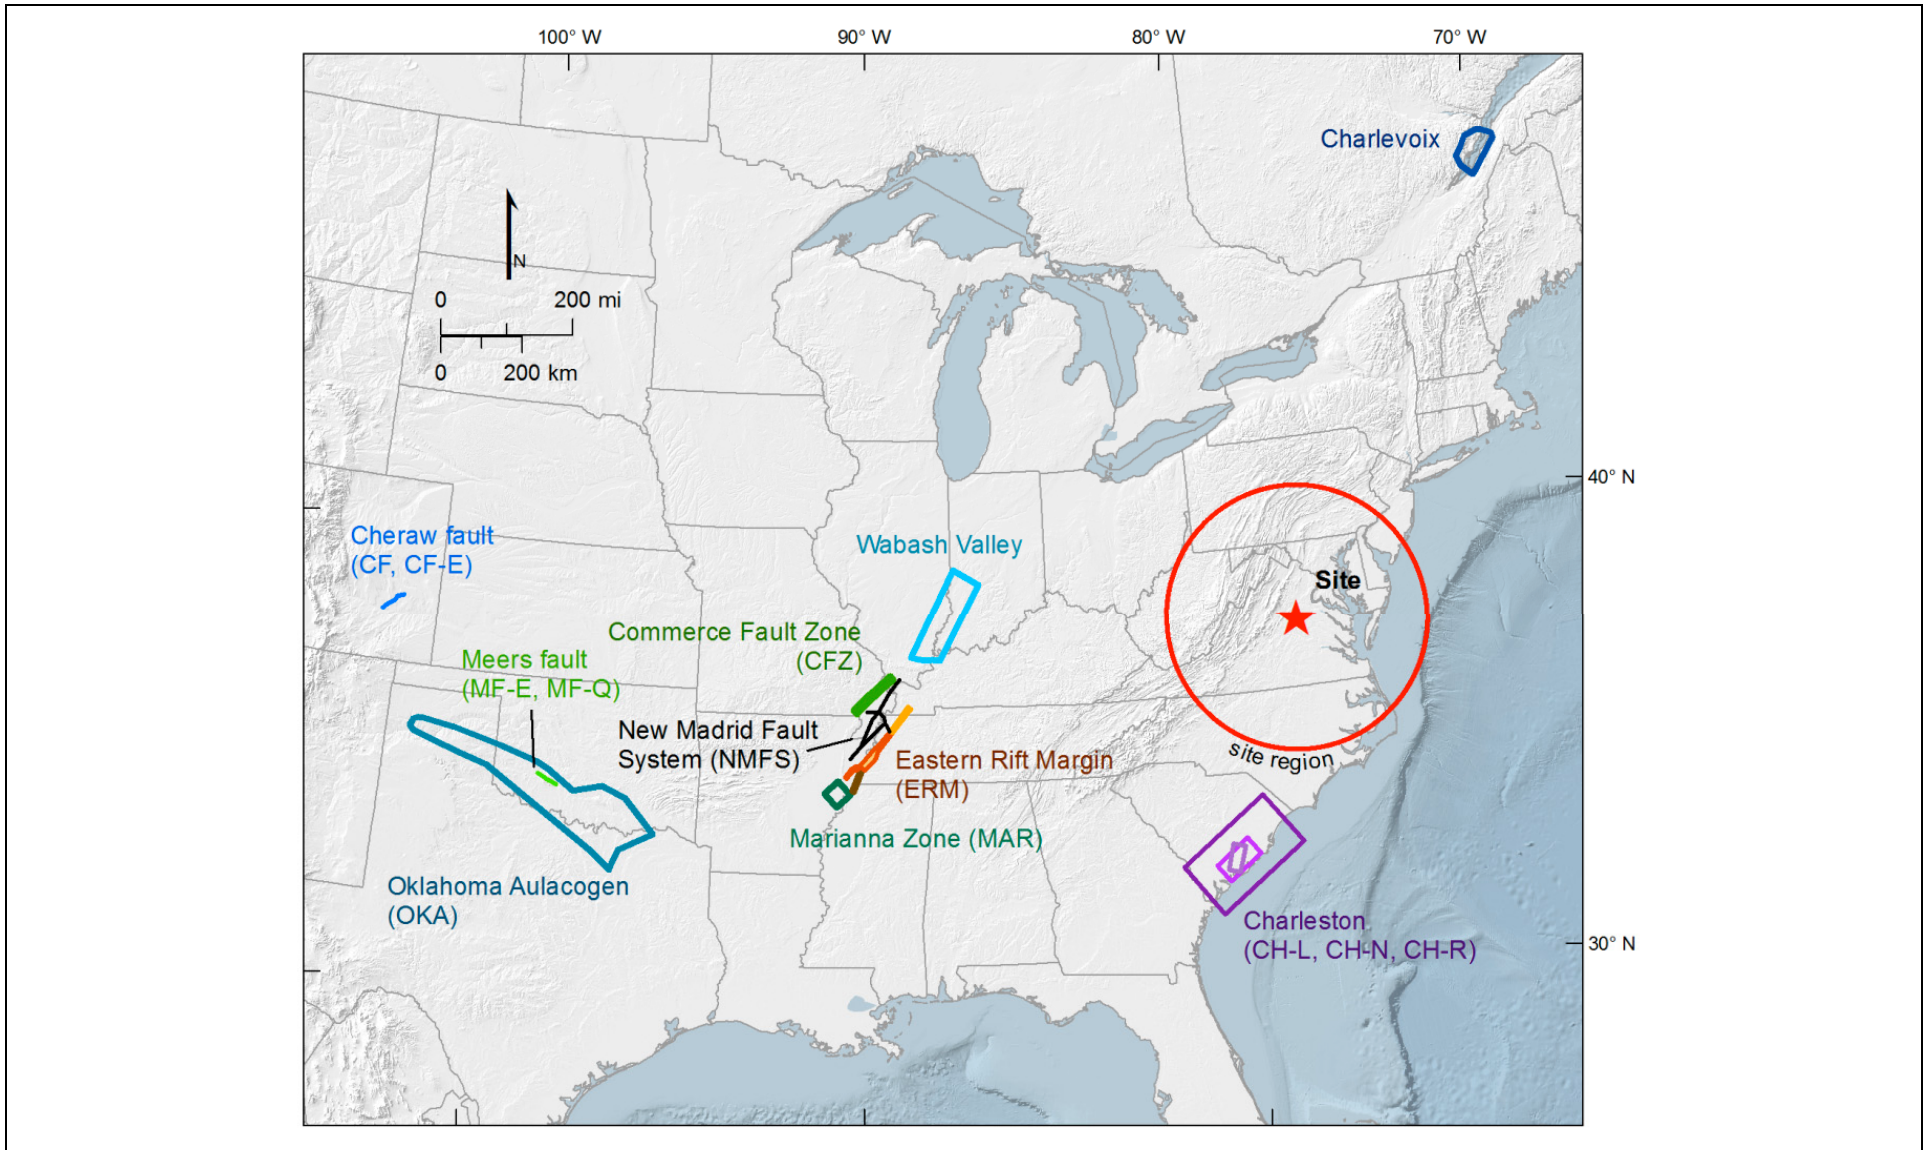 100° W
90° W
80° W
70° W
Charlevoix
N
0
200 mi
0
200 km
40° N
Cheraw fault
(CF, CF-E)
Wabash Valley
Site
Commerce Fault Zone
(CFZ)
Meers fault
(MF-E, MF-Q)
New Madrid Fault
System (NMFS)
Eastern Rift Margin
(ERM)
site region
Marianna Zone (MAR)
Oklahoma Aulacogen
(OKA)
Charleston
(CH-L, CH-N, CH-R)
30° N